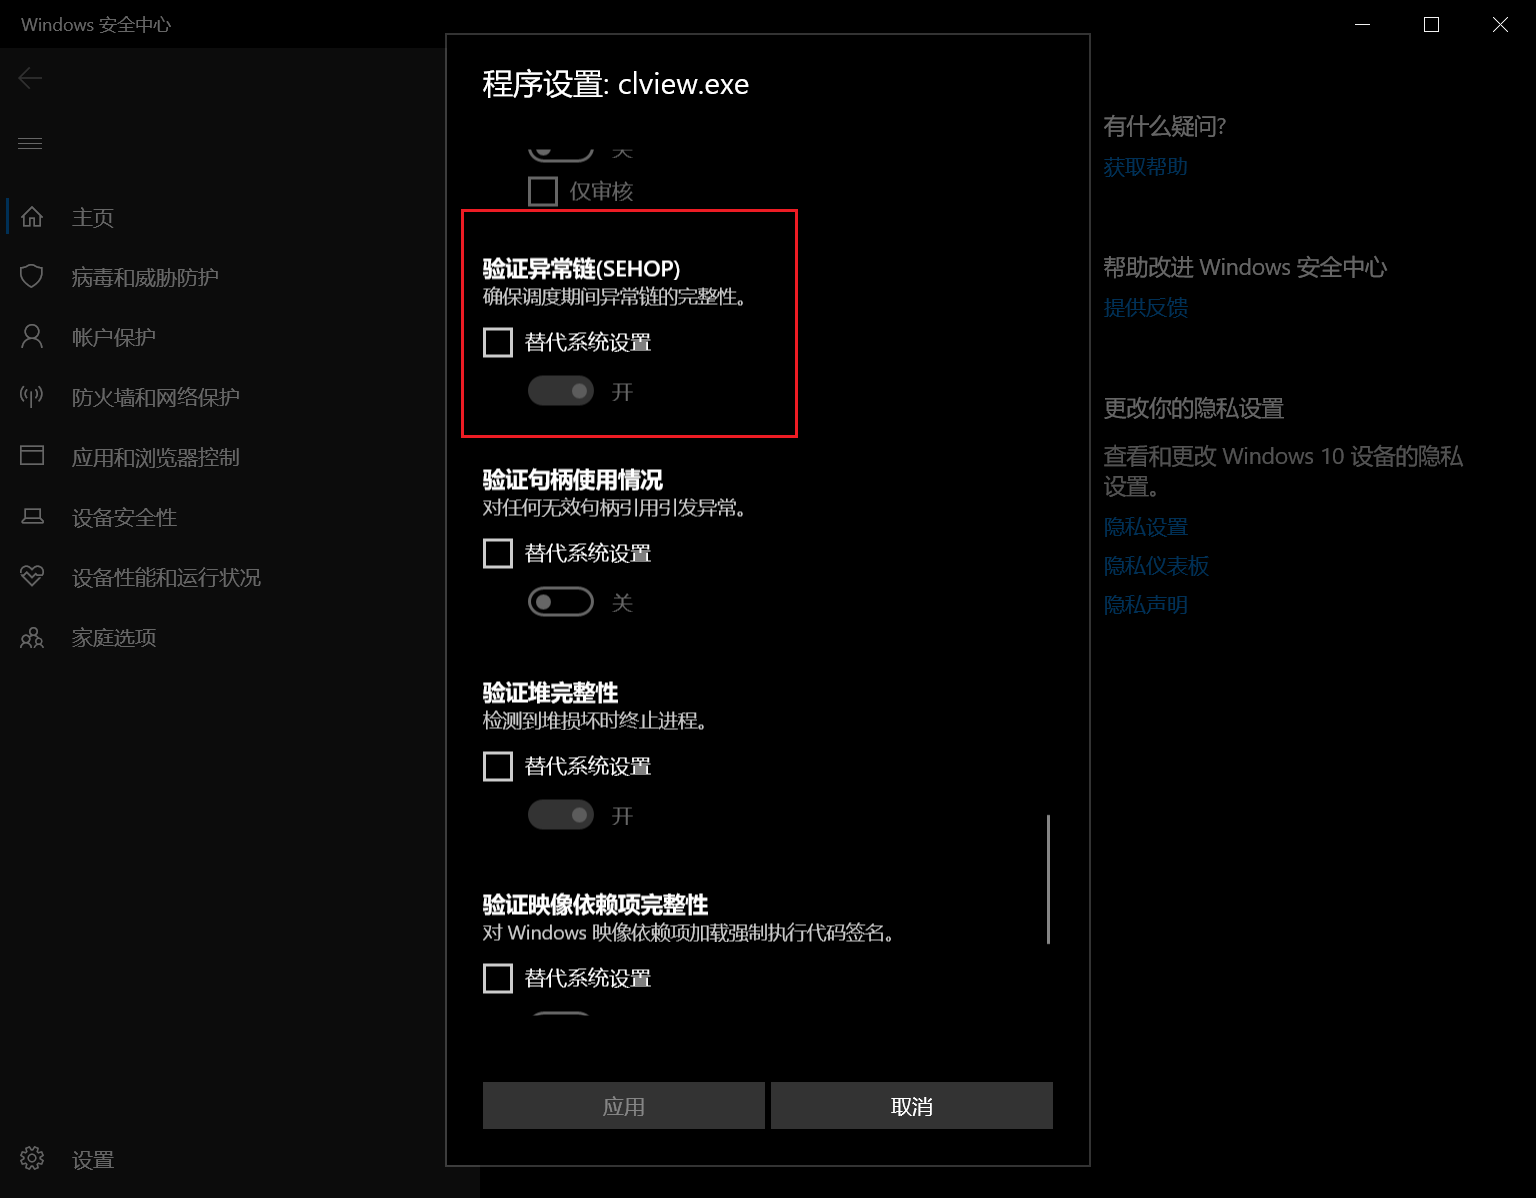 Windows 安全中心
主页
病毒和威胁防护
帐户保护
防火墙和网络保护
应用和浏览器控制
设备安全性
设备性能和运行状况
家庭选项
设置
程序设置: clview.exe
关
仅审核
验证异常链(SEHOP)
确保调度期间异常链的完整性。
替代系统设置
开
验证句柄使用情况
对任何无效句柄引用引发异常。
替代系统设置
关
验证堆完整性
检测到堆损坏时终止进程。
替代系统设置
开
验证映像依赖项完整性
对 Windows 映像依赖项加载强制执行代码签名。
替代系统设置
应用
取消
有什么疑问?
获取帮助
帮助改进 Windows 安全中心
提供反馈
更改你的隐私设置
查看和更改 Windows 10 设备的隐私
设置。
隐私设置
隐私仪表板
隐私声明